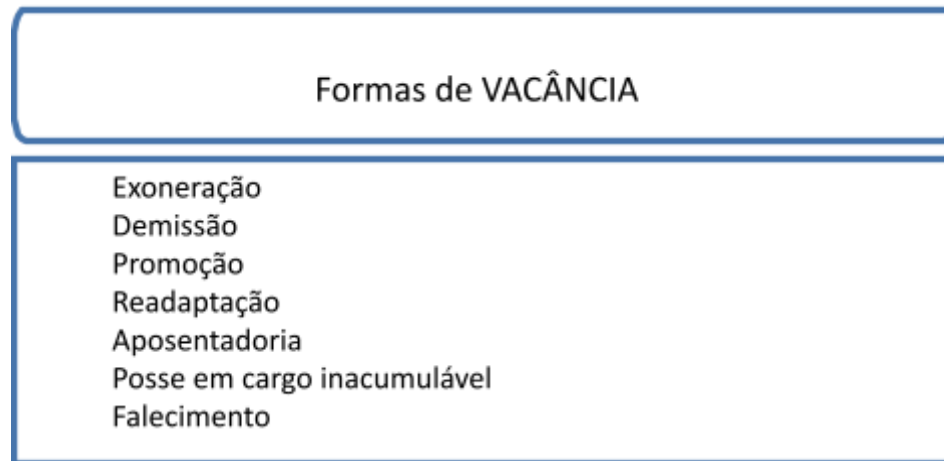 Formas de VACÂNCIA
Exoneração
Demissão
Promoção
Readaptação
Aposentadoria
Posse em cargo inacumulável
Falecimento